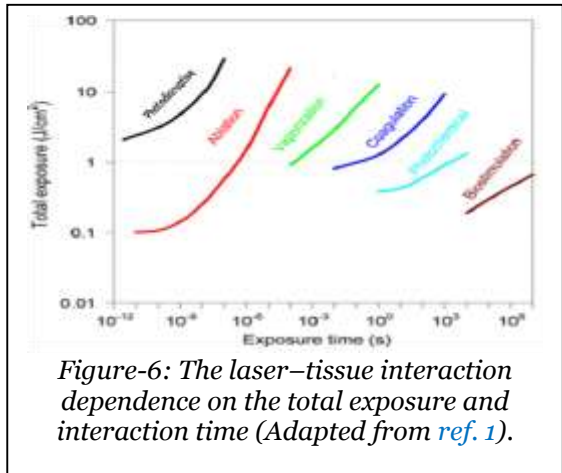 100
10
1
0.1
0.01
Total exposure (J/cm²)
Photodisruptive
Ablation
Vaporization
Coagulation
Photochemical
Biostimulation
10⁻¹² 10⁻⁹ 10⁻⁶ 10⁻³ 10⁰ 10³ 10⁶
Exposure time (s)
Figure-6: The laser–tissue interaction
dependence on the total exposure and
interaction time (Adapted from ref. 1).